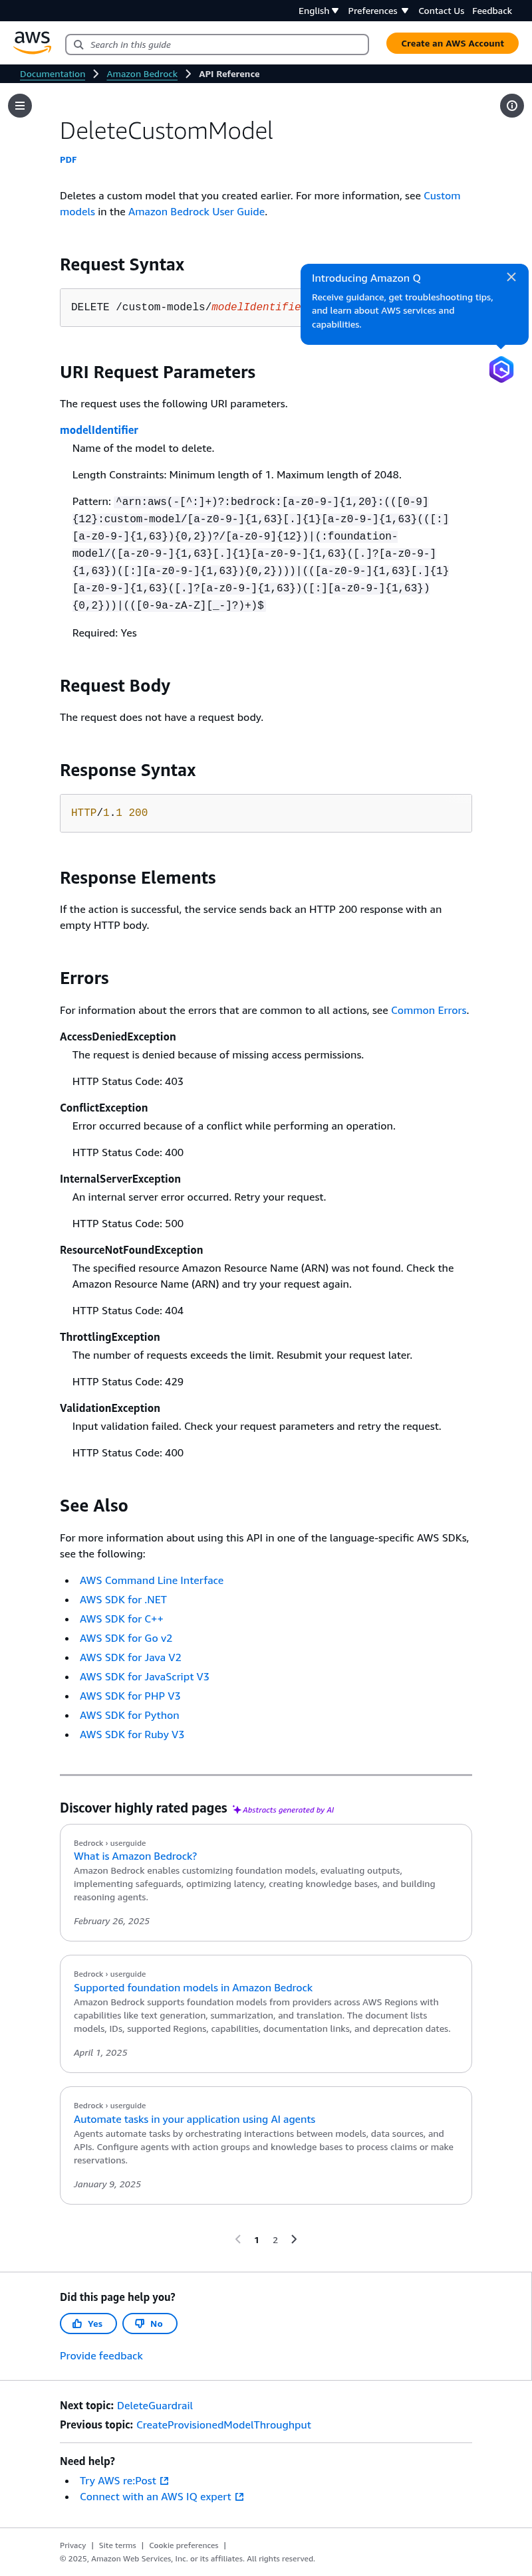 English Preferences Contact Us Feedback
aws
Search in this guide
Create an AWS Account
Documentation Amazon Bedrock API Reference
DeleteCustomModel
PDF
Deletes a custom model that you created earlier. For more information, see Custom
models in the Amazon Bedrock User Guide.
Request Syntax
DELETE /custom-models/modelIdentifie
Introducing Amazon Q
Receive guidance, get troubleshooting tips,
and learn about AWS services and
capabilities.
URI Request Parameters
The request uses the following URI parameters.
modelIdentifier
Name of the model to delete.
Length Constraints: Minimum length of 1. Maximum length of 2048.
Pattern: ^arn:aws(-[^:]+)?:bedrock:[a-z0-9-]{1,20}:(([0-9]
{12}:custom-model/[a-z0-9-]{1,63}[.]{1}[a-z0-9-]{1,63}(([:]
[a-z0-9-]{1,63}){0,2})?/[a-z0-9]{12})|(:foundation-
model/([a-z0-9-]{1,63}[.]{1}[a-z0-9-]{1,63}([.]?[a-z0-9-]
{1,63})([:][a-z0-9-]{1,63}){0,2})))|(([a-z0-9-]{1,63}[.]{1}
[a-z0-9-]{1,63}([.]?[a-z0-9-]{1,63})([:][a-z0-9-]{1,63})
{0,2}))|(([0-9a-zA-Z][_-]?)+)$
Required: Yes
Request Body
The request does not have a request body.
Response Syntax
HTTP/1.1 200
Response Elements
If the action is successful, the service sends back an HTTP 200 response with an
empty HTTP body.
Errors
For information about the errors that are common to all actions, see Common Errors.
AccessDeniedException
The request is denied because of missing access permissions.
HTTP Status Code: 403
ConflictException
Error occurred because of a conflict while performing an operation.
HTTP Status Code: 400
InternalServerException
An internal server error occurred. Retry your request.
HTTP Status Code: 500
ResourceNotFoundException
The specified resource Amazon Resource Name (ARN) was not found. Check the
Amazon Resource Name (ARN) and try your request again.
HTTP Status Code: 404
ThrottlingException
The number of requests exceeds the limit. Resubmit your request later.
HTTP Status Code: 429
ValidationException
Input validation failed. Check your request parameters and retry the request.
HTTP Status Code: 400
See Also
For more information about using this API in one of the language-specific AWS SDKs,
see the following:
• AWS Command Line Interface
• AWS SDK for .NET
• AWS SDK for C++
• AWS SDK for Go v2
• AWS SDK for Java V2
• AWS SDK for JavaScript V3
• AWS SDK for PHP V3
• AWS SDK for Python
• AWS SDK for Ruby V3
Discover highly rated pages Abstracts generated by AI
Bedrock › userguide
What is Amazon Bedrock?
Amazon Bedrock enables customizing foundation models, evaluating outputs,
implementing safeguards, optimizing latency, creating knowledge bases, and building
reasoning agents.
February 26, 2025
Bedrock › userguide
Supported foundation models in Amazon Bedrock
Amazon Bedrock supports foundation models from providers across AWS Regions with
capabilities like text generation, summarization, and translation. The document lists
models, IDs, supported Regions, capabilities, documentation links, and deprecation dates.
April 1, 2025
Bedrock › userguide
Automate tasks in your application using AI agents
Agents automate tasks by orchestrating interactions between models, data sources, and
APIs. Configure agents with action groups and knowledge bases to process claims or make
reservations.
January 9, 2025
1 2
Did this page help you?
Yes No
Provide feedback
Next topic: DeleteGuardrail
Previous topic: CreateProvisionedModelThroughput
Need help?
• Try AWS re:Post
• Connect with an AWS IQ expert
Privacy | Site terms | Cookie preferences |
© 2025, Amazon Web Services, Inc. or its affiliates. All rights reserved.